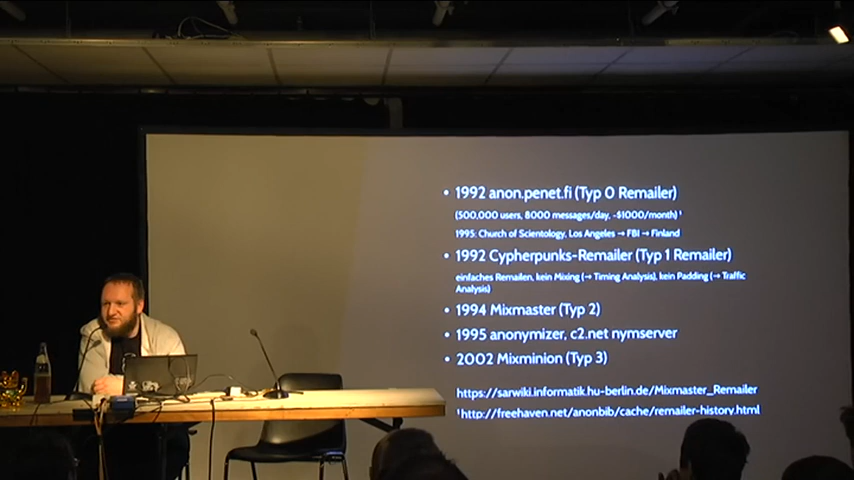 • 1992 anon.penet.fi (Typ 0 Remailer)
(500,000 users, 8000 messages/day, ~$1000/month) ¹
1995: Church of Scientology, Los Angeles → FBI → Finland
• 1992 Cypherpunks-Remailer (Typ 1 Remailer)
einfaches Remailen, kein Mixing (→ Timing Analysis), kein Padding (→ Traffic
Analysis)
• 1994 Mixmaster (Typ 2)
• 1995 anonymizer, c2.net nymserver
• 2002 Mixminion (Typ 3)
https://sarwiki.informatik.hu-berlin.de/Mixmaster_Remailer
¹http://freehaven.net/anonbib/cache/remailer-history.html